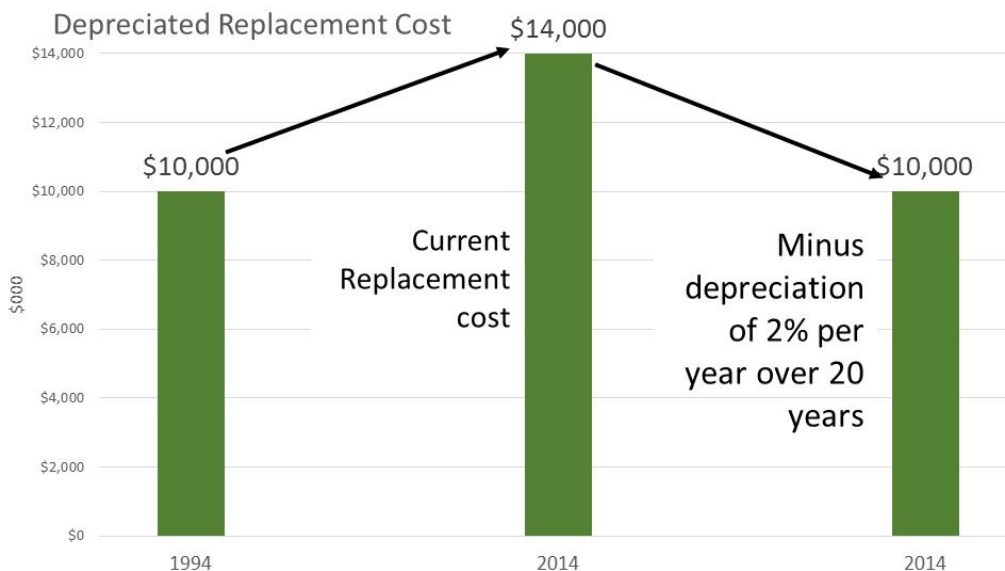 Depreciated Replacement Cost
$14,000
$14,000
$12,000
$10,000
$10,000
$10,000
$8,000
$6,000
$4,000
$2,000
$0
$000
Current
Replacement
cost
Minus
depreciation
of 2% per
year over 20
years
1994
2014
2014